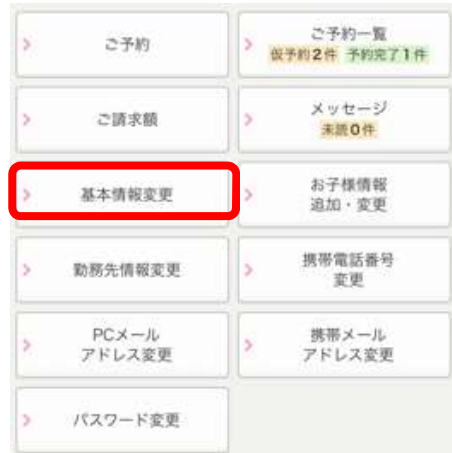 ご予約
ご予約一覧
仮予約2件 予約完了1件
ご請求額
メッセージ
未読0件
基本情報変更
お子様情報
追加・変更
勤務先情報変更
携帯電話番号
変更
PCメール
アドレス変更
携帯メール
アドレス変更
パスワード変更